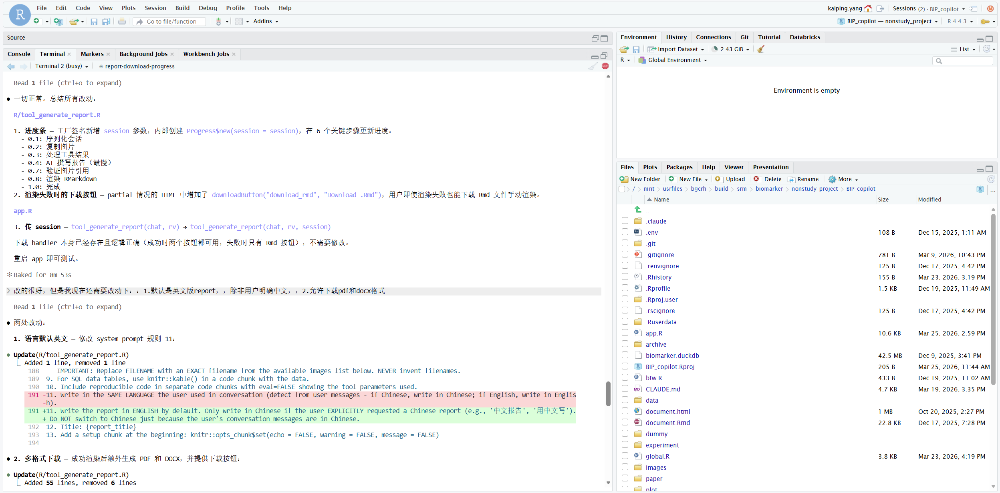 File Edit Code View Plots Session Build Debug Profile Tools Help
kaiping.yang Sessions (2) · BIP_copilot
Go to file/function Addins
BIP_copilot — nonstudy_project R 4.4.3
Source
Console Terminal Markers Background Jobs Workbench Jobs
Terminal 2 (busy) ✳ report-download-progress
Read 1 file (ctrl+o to expand)
● 一切正常。总结所有改动：
R/tool_generate_report.R
1. 进度条 — 工厂签名新增 session 参数，内部创建 Progress$new(session = session)，在 6 个关键步骤更新进度：
- 0.1: 序列化会话
- 0.2: 复制图片
- 0.3: 处理工具结果
- 0.4: AI 撰写报告（最慢）
- 0.7: 验证图片引用
- 0.8: 渲染 RMarkdown
- 1.0: 完成
2. 渲染失败时的下载按钮 — partial 情况的 HTML 中增加了 downloadButton("download_rmd", "Download .Rmd")，用户即使渲染失败也能下载 Rmd 文件手动渲染。
app.R
3. 传 session — tool_generate_report(chat, rv) → tool_generate_report(chat, rv, session)
下载 handler 本身已经存在且逻辑正确（成功时两个按钮都可用，失败时只有 Rmd 按钮），不需要修改。
重启 app 即可测试。
✻ Baked for 8m 53s
❯ 改的很好，但是我现在还需要改动下：：1.默认是英文版report，，除非用户明确中文，，2.允许下载pdf和docx格式
Read 1 file (ctrl+o to expand)
● 两处改动：
1. 语言默认英文 — 修改 system prompt 规则 11：
● Update(R/tool_generate_report.R)
Added 1 line, removed 1 line
188 IMPORTANT: Replace FILENAME with an EXACT filename from the available images list below. NEVER invent filenames.
189 9. For SQL data tables, use knitr::kable() in a code chunk with the data.
190 10. Include reproducible code in separate code chunks with eval=FALSE showing the tool parameters used.
191 -11. Write in the SAME LANGUAGE the user used in conversation (detect from user messages - if Chinese, write in Chinese; if English, write in Englis
-h).
191 +11. Write the report in ENGLISH by default. Only write in Chinese if the user EXPLICITLY requested a Chinese report (e.g., '中文报告', '用中文写').
+ Do NOT switch to Chinese just because the user's conversation messages are in Chinese.
192 12. Title: {report_title}
193 13. Add a setup chunk at the beginning: knitr::opts_chunk$set(echo = FALSE, warning = FALSE, message = FALSE)
194
● 2. 多格式下载 — 成功渲染后额外生成 PDF 和 DOCX，并提供下载按钮：
● Update(R/tool_generate_report.R)
Added 55 lines, removed 6 lines
Environment History Connections Git Tutorial Databricks
Import Dataset 2.43 GiB List
R Global Environment
Environment is empty
Files Plots Packages Help Viewer Presentation
New Folder New File Upload Delete Rename More
/ mnt usrfiles bgcrh build srm biomarker nonstudy_project BIP_copilot ...
Name Size Modified
..
.claude
.env 108 B Dec 15, 2025, 1:11 AM
.git
.gitignore 781 B Mar 9, 2026, 10:43 PM
.renvignore 125 B Dec 17, 2025, 4:42 PM
.Rhistory 155 B Mar 23, 2026, 3:19 PM
.Rprofile 1.5 KB Dec 19, 2025, 11:49 AM
.Rproj.user
.rscignore 125 B Dec 17, 2025, 4:42 PM
.Ruserdata
app.R 10.6 KB Mar 25, 2026, 2:59 PM
archive
biomarker.duckdb 42.5 MB Dec 9, 2025, 3:41 PM
BIP_copilot.Rproj 205 B Mar 25, 2026, 11:44 AM
btw.R 433 B Dec 19, 2025, 11:02 AM
CLAUDE.md 4.7 KB Mar 19, 2026, 3:35 PM
data
document.html 1 MB Oct 20, 2025, 2:27 PM
document.Rmd 22.8 KB Dec 17, 2025, 7:28 PM
dummy
experiment
global.R 3.8 KB Mar 23, 2026, 4:19 PM
images
paper
plot